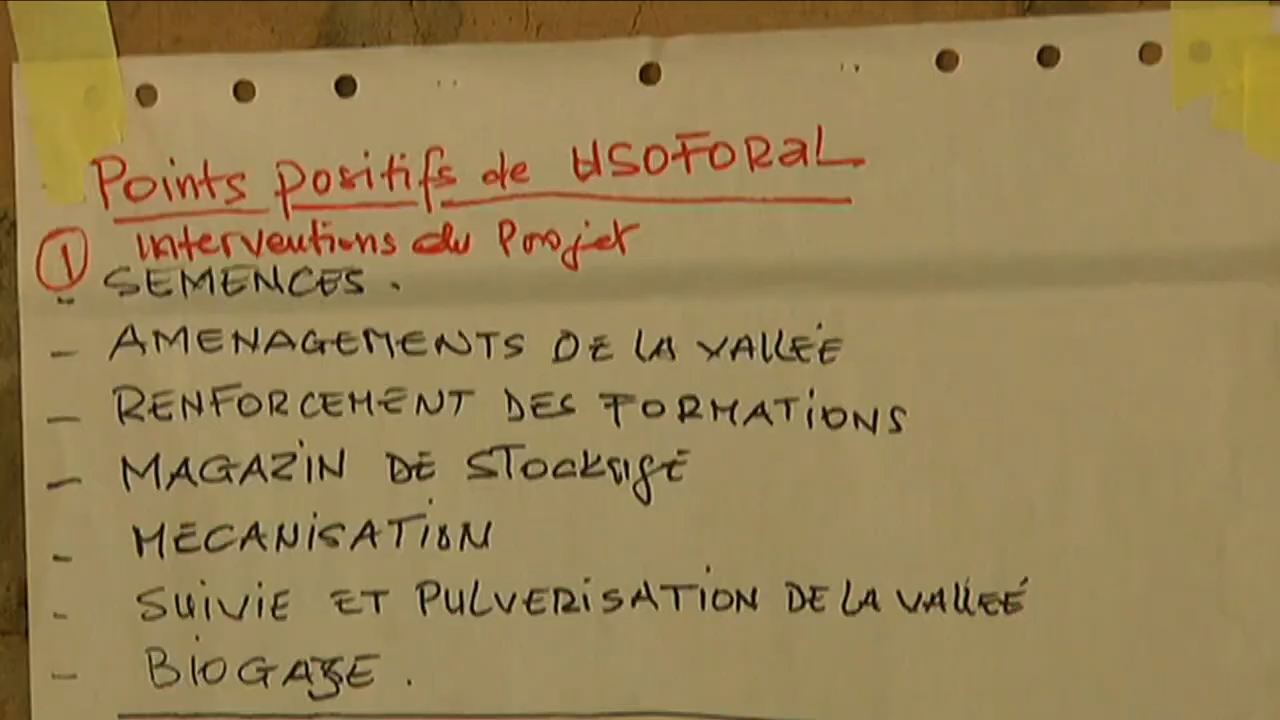 Points positifs de USOFORAL
① interventions du Projet
- SEMENCES.
- AMENAGEMENTS DE LA VALLEE
- RENFORCEMENT DES FORMATIONS
- MAGAZIN DE STOCKAGE
- MECANISATION
- SUIVIE ET PULVERISATION DE LA VALLEÉ
- BIOGAZE.